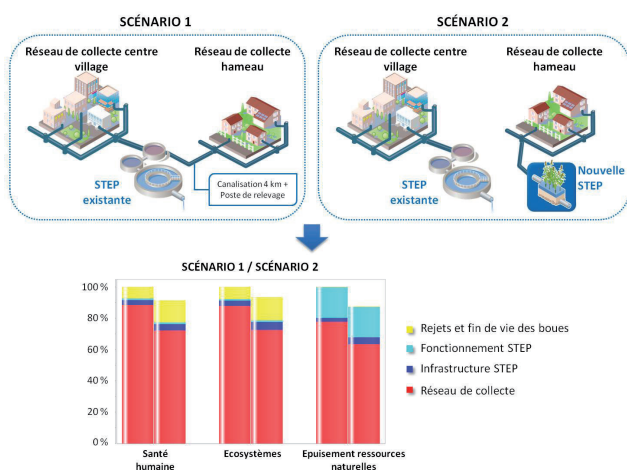 SCÉNARIO 1
Réseau de collecte centre
village
Réseau de collecte
hameau
STEP
existante
Canalisation 4 km +
Poste de relevage
SCÉNARIO 2
Réseau de collecte centre
village
Réseau de collecte
hameau
STEP
existante
Nouvelle
STEP
SCÉNARIO 1 / SCÉNARIO 2
100 %
80 %
60 %
40 %
20 %
0 %
Santé
humaine
Ecosystèmes
Epuisement ressources
naturelles
Rejets et fin de vie des boues
Fonctionnement STEP
Infrastructure STEP
Réseau de collecte